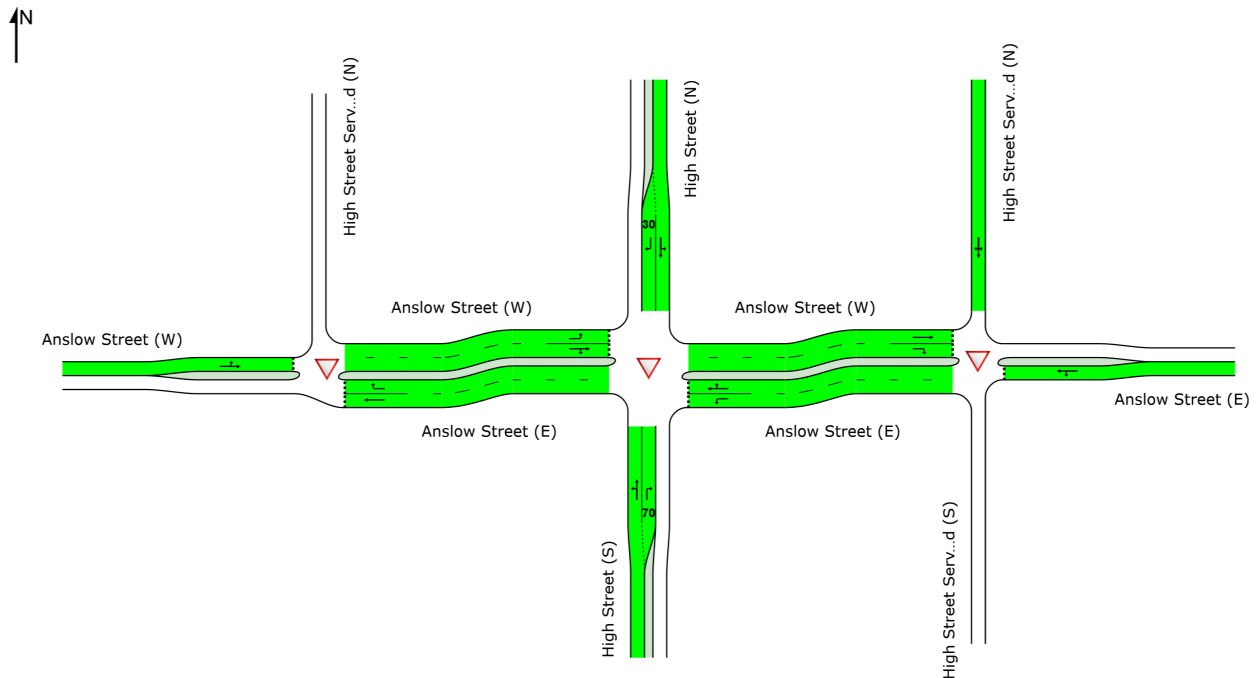 N
High Street Serv...d (N)
High Street (N)
High Street Serv...d (N)
30
Anslow Street (W)
Anslow Street (W)
Anslow Street (W)
Anslow Street (E)
Anslow Street (E)
Anslow Street (E)
70
High Street (S)
High Street Serv...d (S)